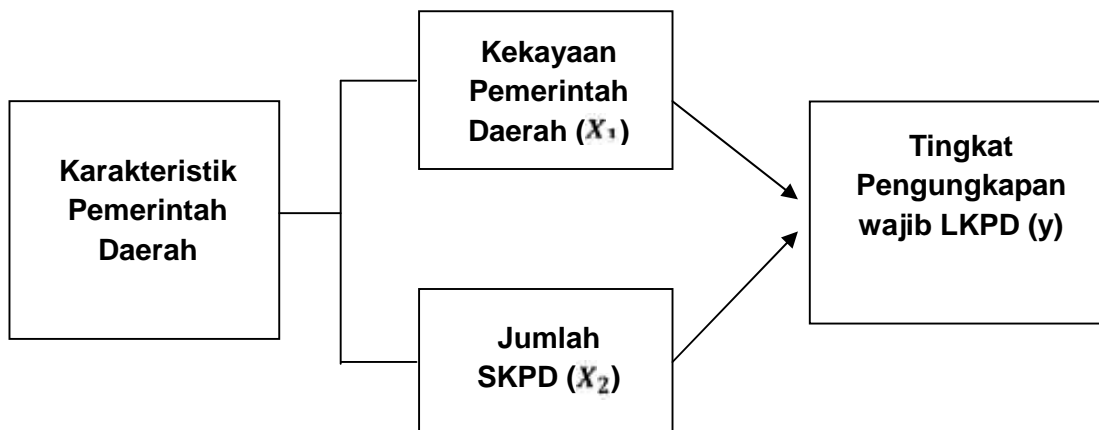 Karakteristik
Pemerintah
Daerah
Kekayaan
Pemerintah
Daerah (X₁)
Jumlah
SKPD (X₂)
Tingkat
Pengungkapan
wajib LKPD (y)